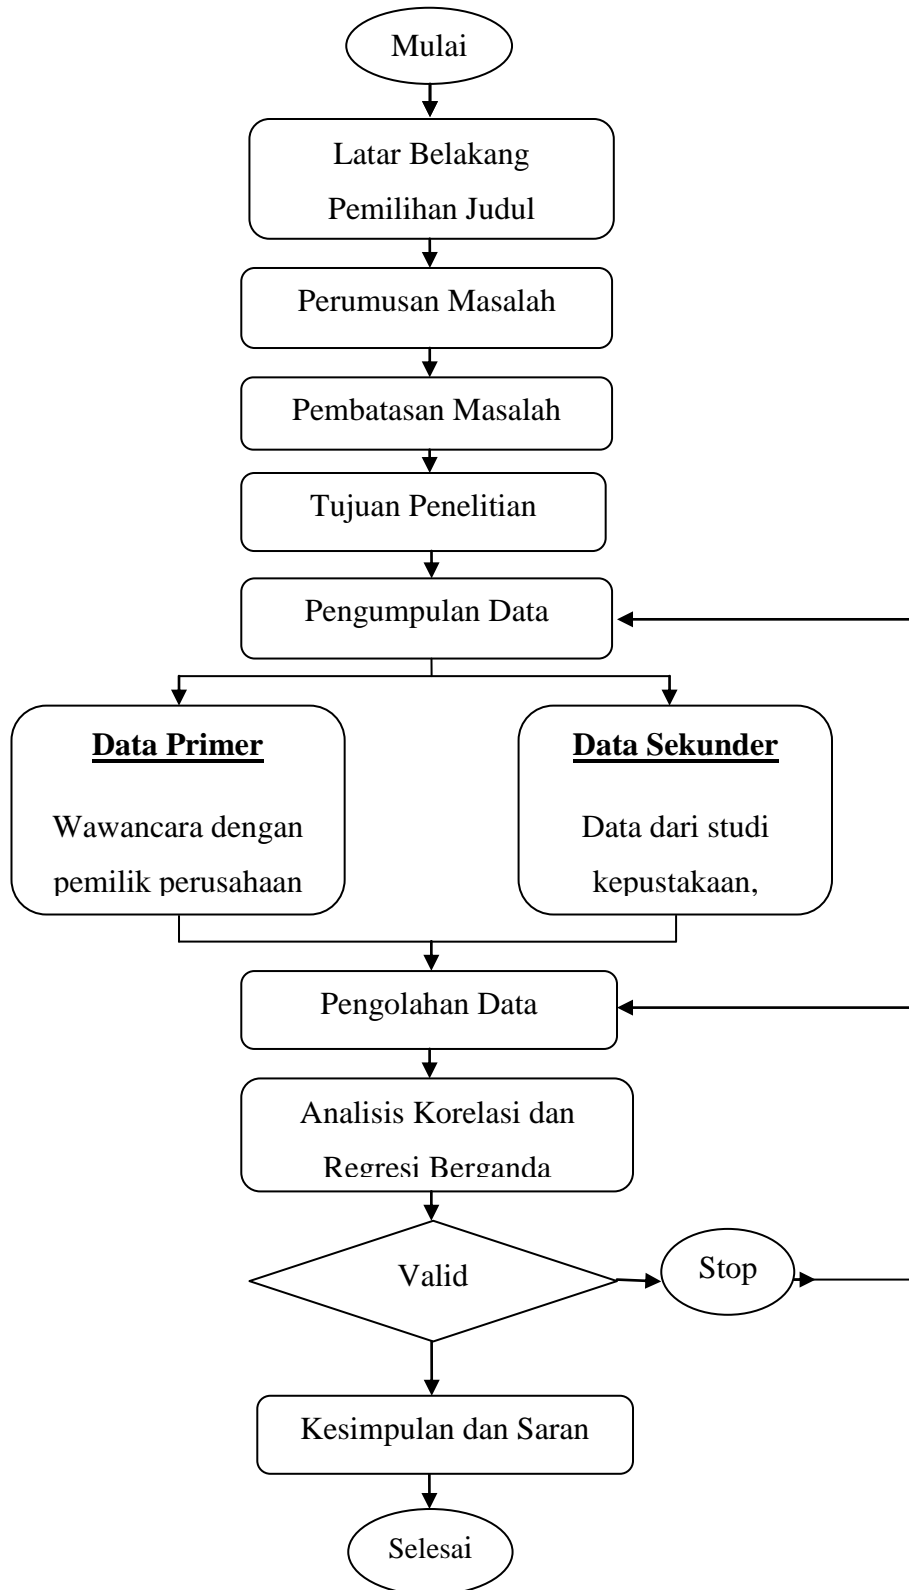 Mulai
Latar Belakang
Pemilihan Judul
Perumusan Masalah
Pembatasan Masalah
Tujuan Penelitian
Pengumpulan Data
Data Primer
Wawancara dengan
pemilik perusahaan
Data Sekunder
Data dari studi
kepustakaan,
Pengolahan Data
Analisis Korelasi dan
Regresi Berganda
Valid
Stop
Kesimpulan dan Saran
Selesai